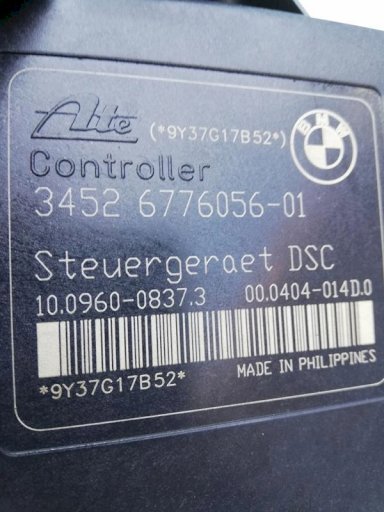 Ate (*9Y37G17B52*)
BMW
Controller
3452 6776056-01
Steuergeraet DSC
10.0960-0837.3 00.0404-014D.0
*9Y37G17B52* MADE IN PHILIPPINES